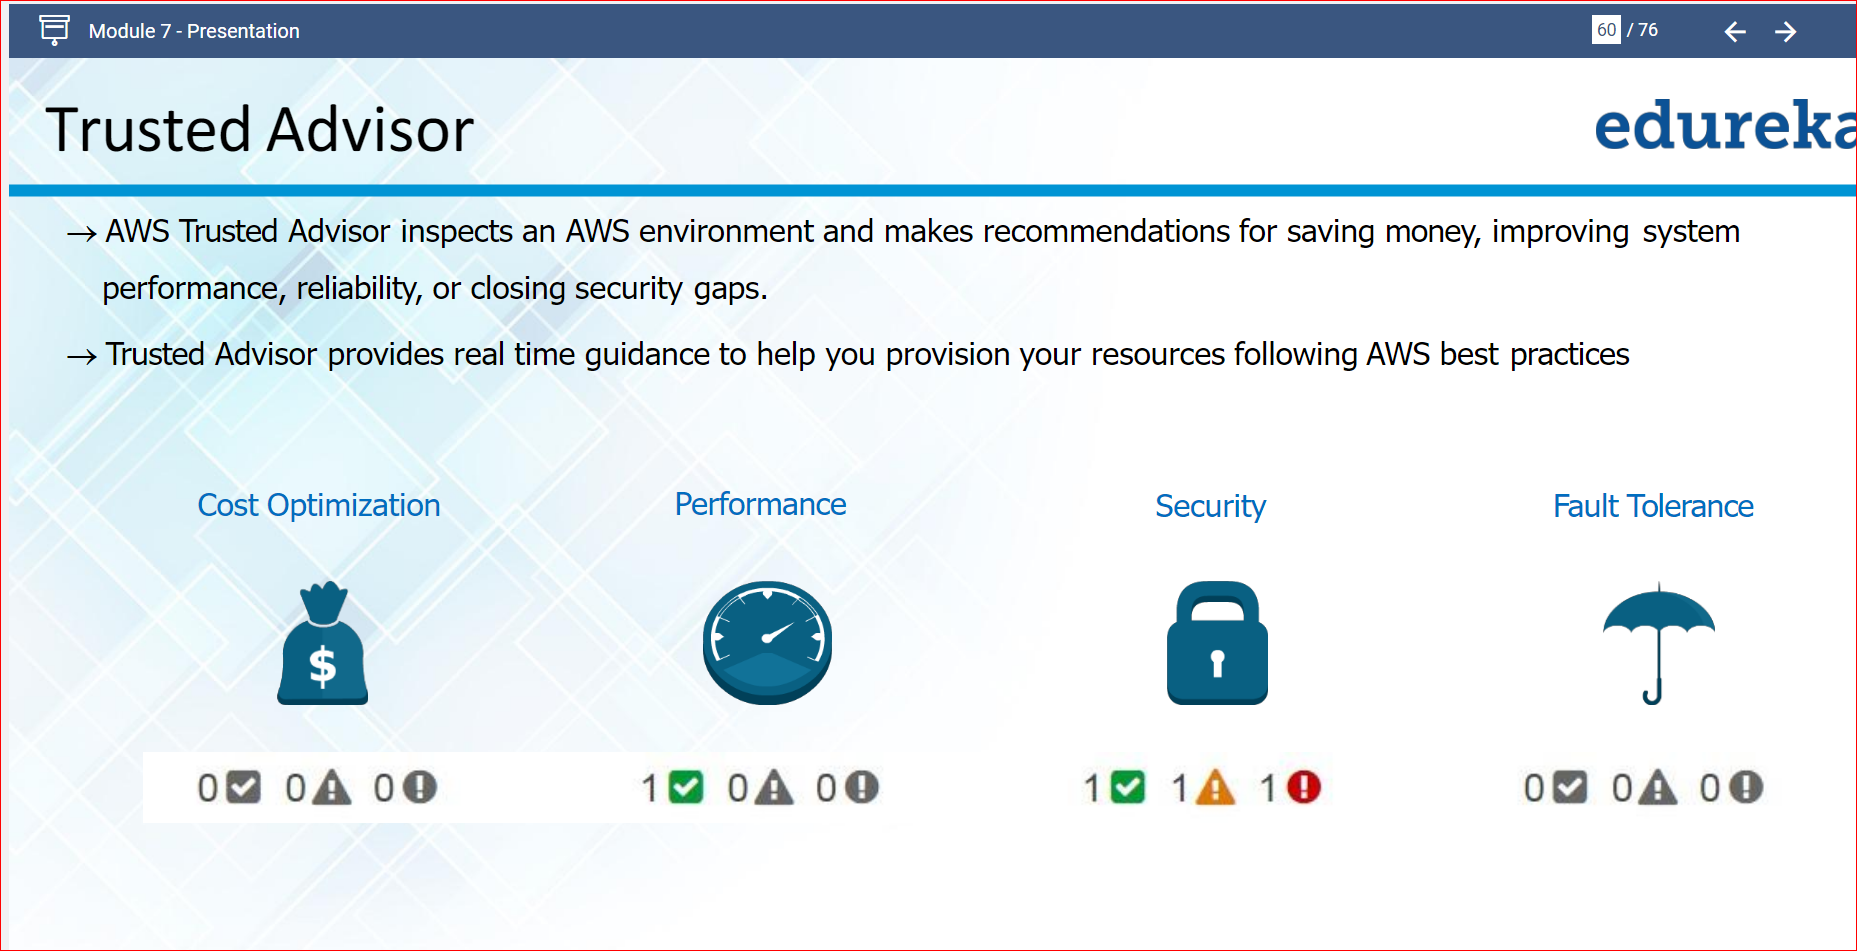 Module 7 - Presentation
60 / 76
Trusted Advisor
edureka
→ AWS Trusted Advisor inspects an AWS environment and makes recommendations for saving money, improving system
performance, reliability, or closing security gaps.
→ Trusted Advisor provides real time guidance to help you provision your resources following AWS best practices
Cost Optimization Performance Security Fault Tolerance
$
0 0 0 1 0 0 1 1 1 0 0 0